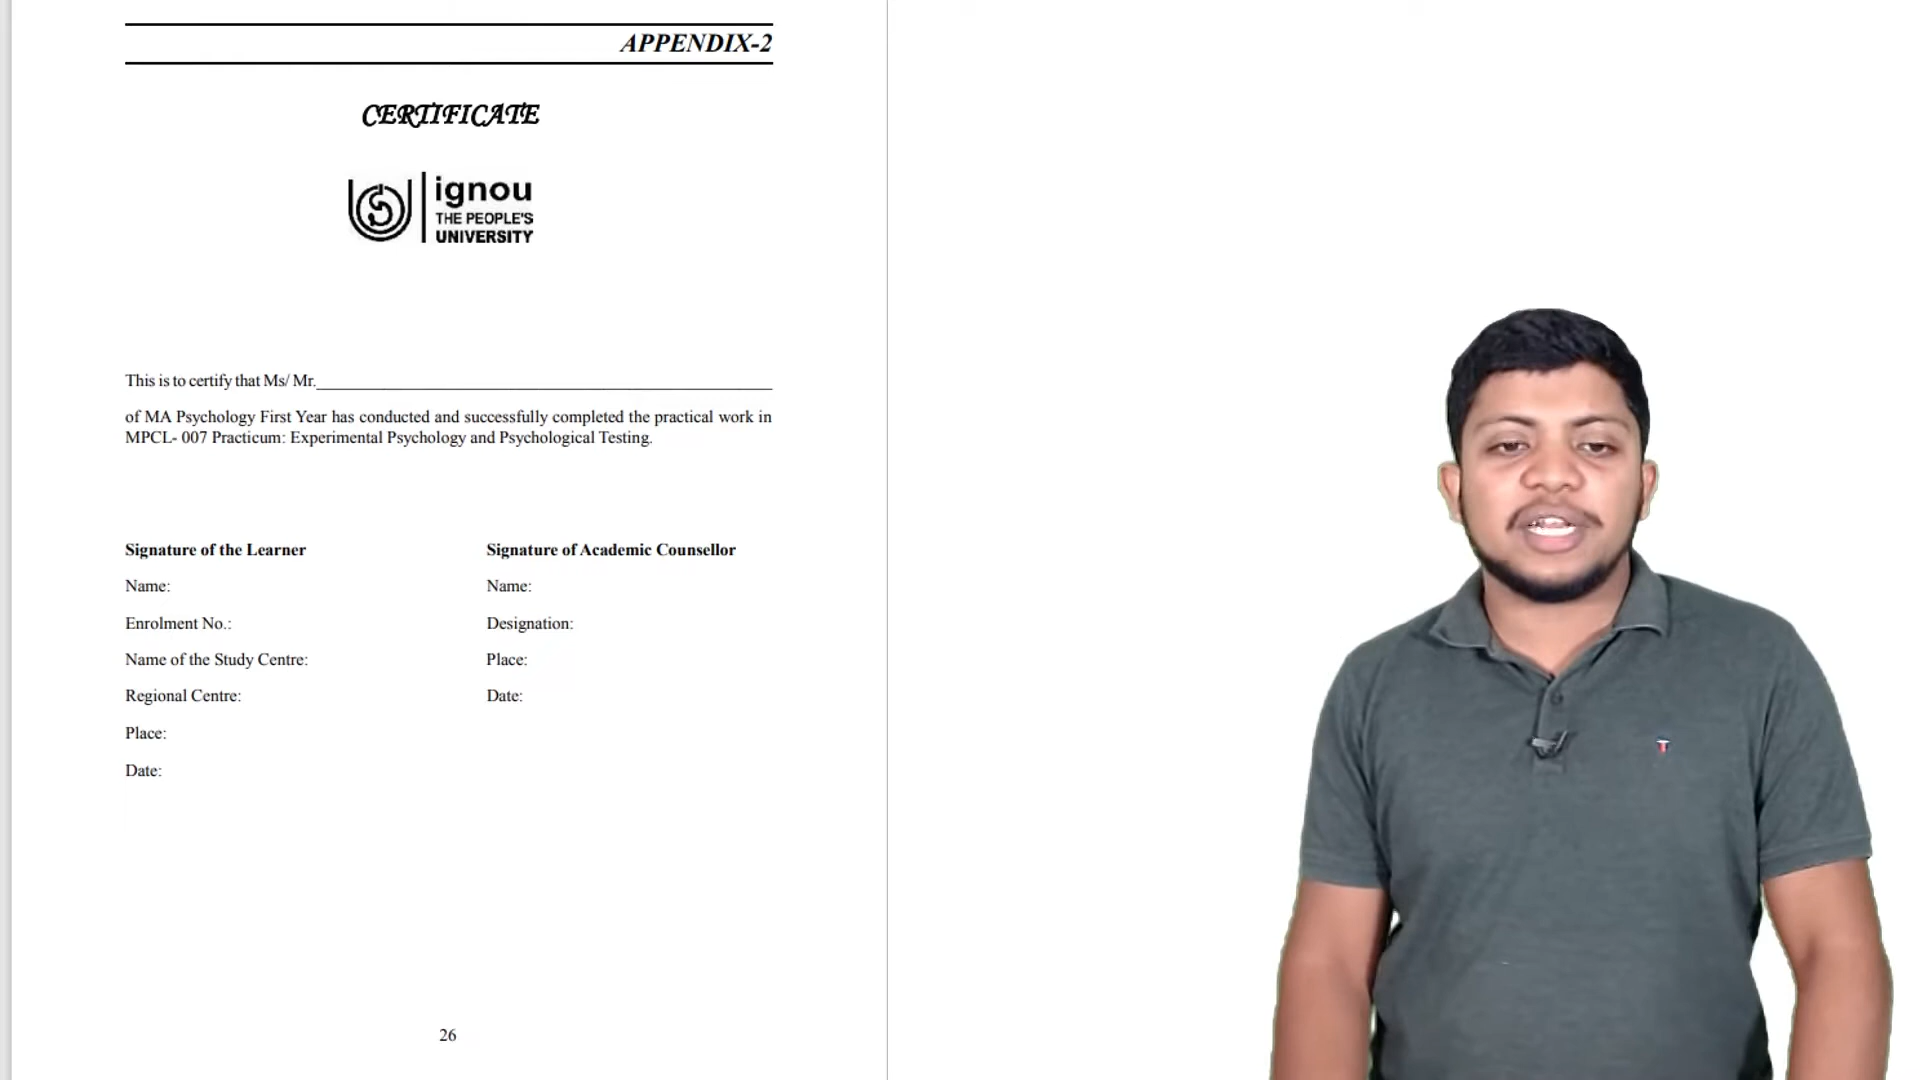 APPENDIX-2
CERTIFICATE
ignou
THE PEOPLE'S
UNIVERSITY
This is to certify that Ms/ Mr.
of MA Psychology First Year has conducted and successfully completed the practical work in
MPCL- 007 Practicum: Experimental Psychology and Psychological Testing.
Signature of the Learner
Name:
Enrolment No.:
Name of the Study Centre:
Regional Centre:
Place:
Date:
Signature of Academic Counsellor
Name:
Designation:
Place:
Date:
26